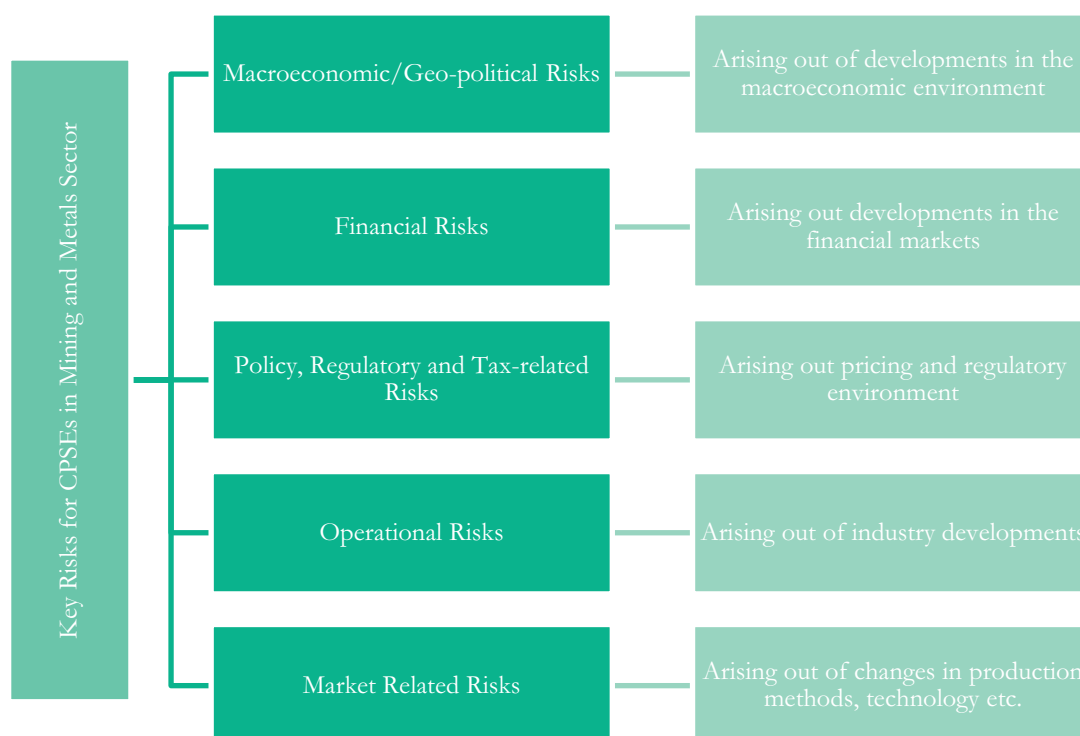 Key Risks for CPSEs in Mining and Metals Sector
Macroeconomic/Geo-political Risks
Arising out of developments in the
macroeconomic environment
Financial Risks
Arising out developments in the
financial markets
Policy, Regulatory and Tax-related
Risks
Arising out pricing and regulatory
environment
Operational Risks
Arising out of industry developments
Market Related Risks
Arising out of changes in production
methods, technology etc.